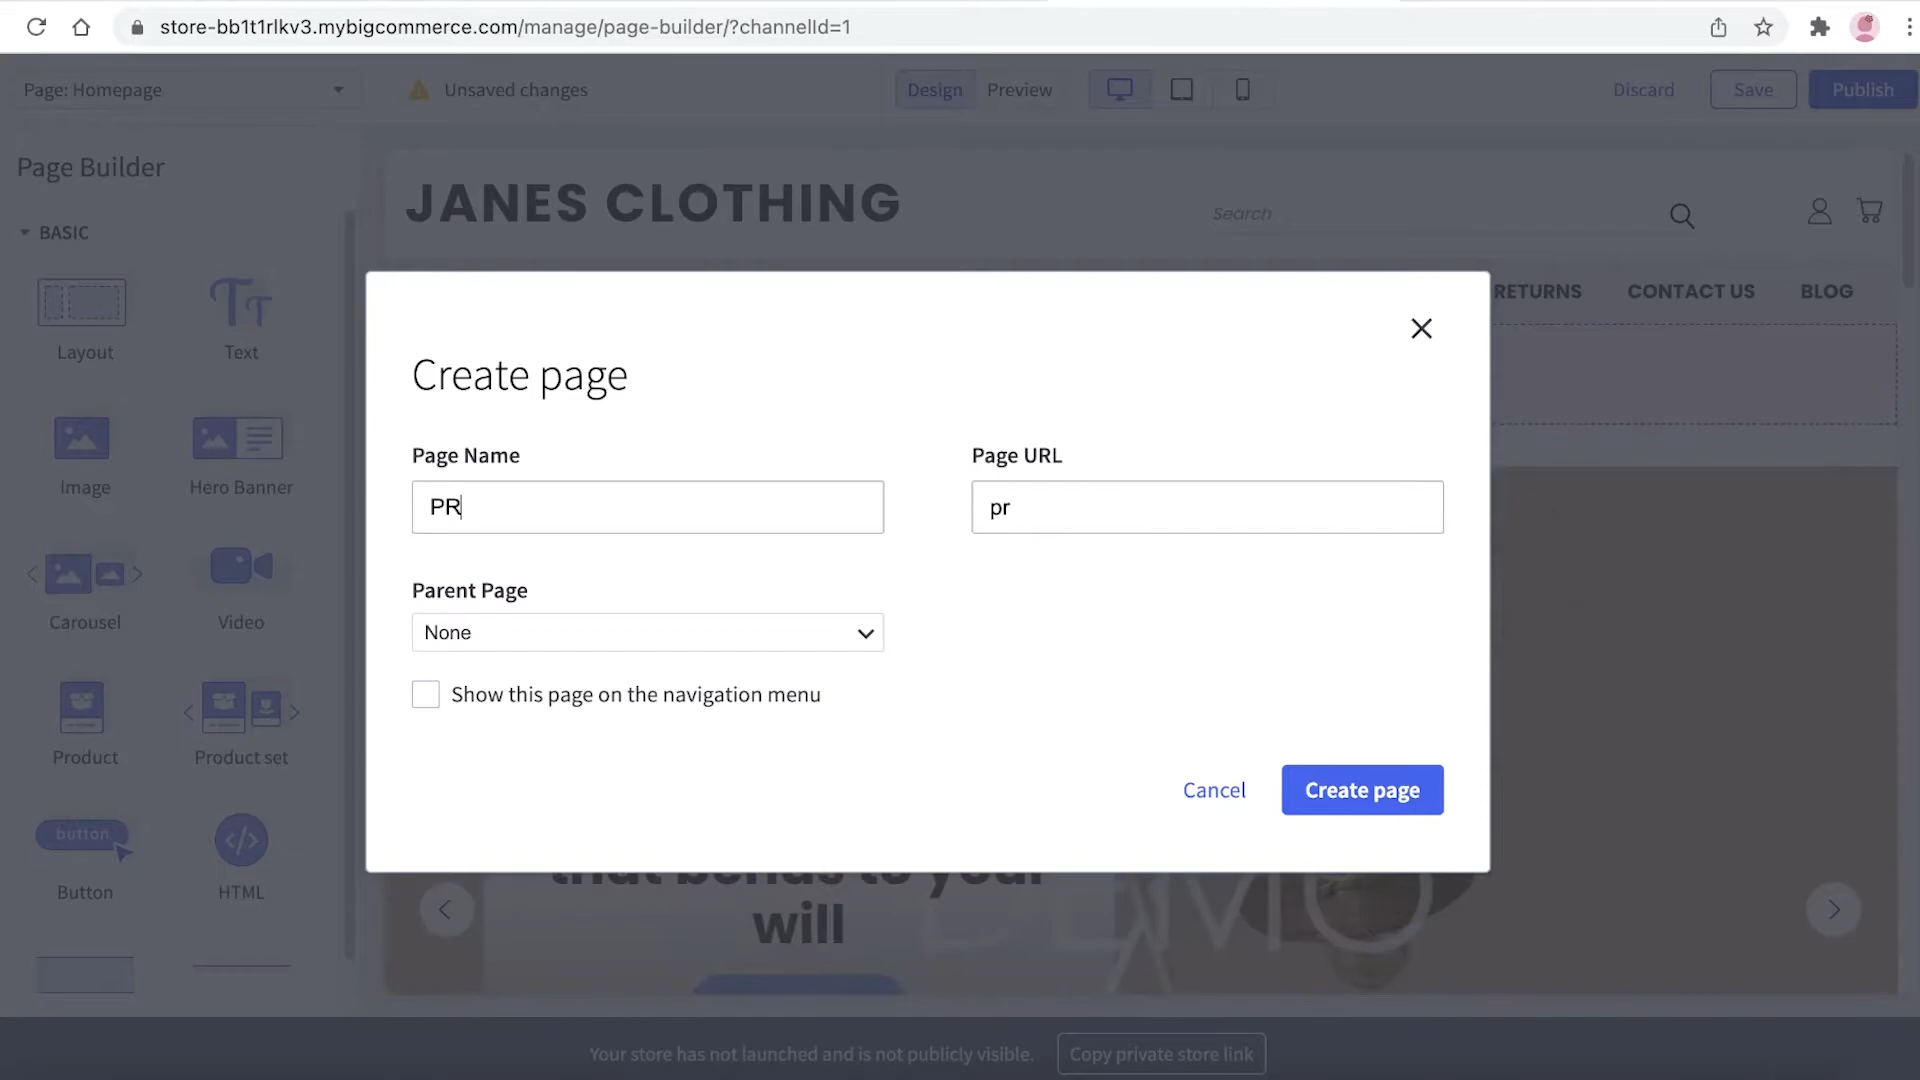 store-bb1t1rlkv3.mybigcommerce.com/manage/page-builder/?channelId=1
Page: Homepage
Unsaved changes
Design
Preview
Discard
Save
Publish
Page Builder
JANES CLOTHING
Search
BASIC
RETURNS
CONTACT US
BLOG
Layout
Text
Create page
Page Name
Page URL
PR
pr
Image
Hero Banner
Parent Page
None
Carousel
Video
Show this page on the navigation menu
Product
Product set
Cancel
Create page
button
Button
HTML
that bends to your
will
DEMO
Your store has not launched and is not publicly visible.
Copy private store link